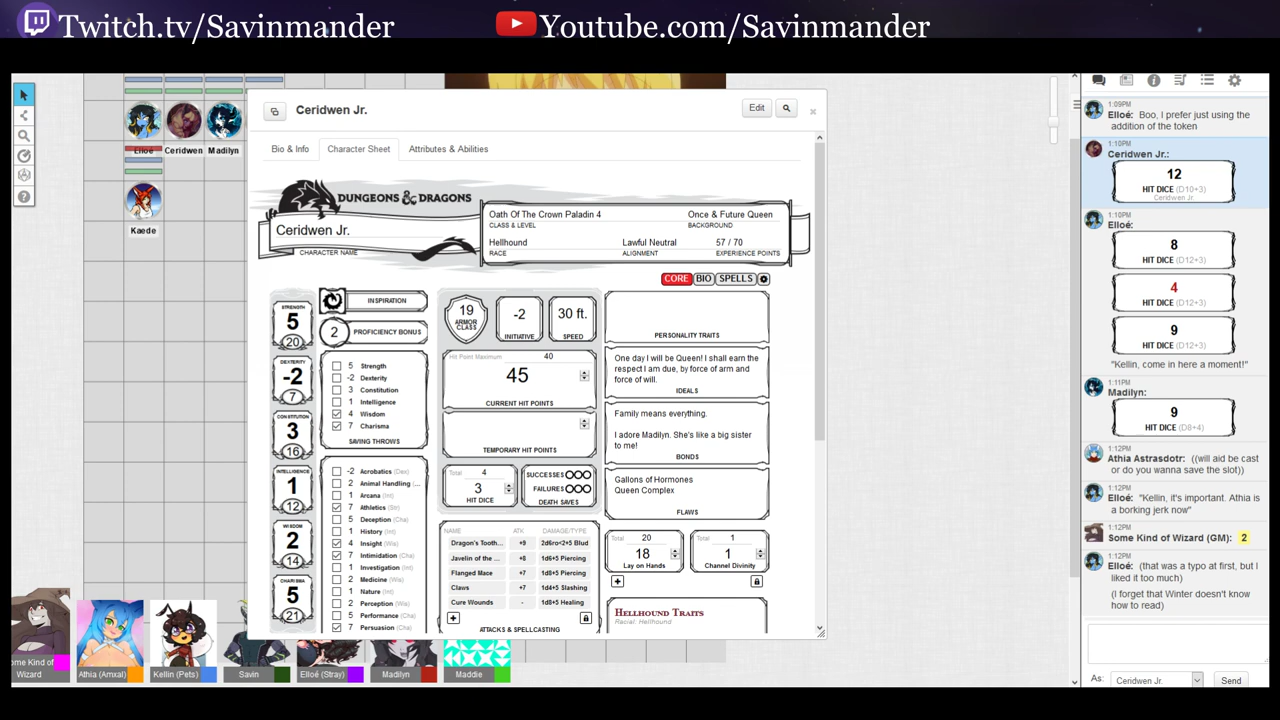 Twitch.tv/Savinmander
Youtube.com/Savinmander
Elloé
Ceridwen
Madilyn
Kaede
Ceridwen Jr.
Edit
Bio & Info
Character Sheet
Attributes & Abilities
DUNGEONS & DRAGONS
Ceridwen Jr.
CHARACTER NAME
Oath Of The Crown Paladin 4
Once & Future Queen
CLASS & LEVEL
BACKGROUND
Hellhound
Lawful Neutral
57 / 70
RACE
ALIGNMENT
EXPERIENCE POINTS
CORE
BIO
SPELLS
STRENGTH
5
20
DEXTERITY
-2
7
CONSTITUTION
3
16
INTELLIGENCE
1
12
WISDOM
2
14
CHARISMA
5
21
INSPIRATION
2
PROFICIENCY BONUS
5 Strength
-2 Dexterity
3 Constitution
1 Intelligence
4 Wisdom
7 Charisma
SAVING THROWS
-2 Acrobatics (Dex)
2 Animal Handling (...
1 Arcana (Int)
7 Athletics (Str)
5 Deception (Cha)
1 History (Int)
4 Insight (Wis)
7 Intimidation (Cha)
1 Investigation (Int)
2 Medicine (Wis)
1 Nature (Int)
2 Perception (Wis)
5 Performance (Cha)
7 Persuasion (Cha)
19
ARMOR
CLASS
-2
INITIATIVE
30 ft.
SPEED
Hit Point Maximum
40
45
CURRENT HIT POINTS
TEMPORARY HIT POINTS
Total
4
3
HIT DICE
SUCCESSES
FAILURES
DEATH SAVES
NAME
ATK
DAMAGE/TYPE
Dragon's Tooth... +9 2d6ro<2+5 Blud
Javelin of the ... +8 1d6+5 Piercing
Flanged Mace +7 1d8+5 Piercing
Claws +7 1d4+5 Slashing
Cure Wounds - 1d8+5 Healing
ATTACKS & SPELLCASTING
PERSONALITY TRAITS
One day I will be Queen! I shall earn the
respect I am due, by force of arm and
force of will.
IDEALS
Family means everything.
I adore Madilyn. She's like a big sister
to me!
BONDS
Gallons of Hormones
Queen Complex
FLAWS
Total
20
18
Lay on Hands
Total
1
1
Channel Divinity
HELLHOUND TRAITS
Racial: Hellhound
ome Kind of
Wizard
Athia (Amxal)
Kellin (Pets)
Savin
Elloé (Stray)
Madilyn
Maddie
1:09PM
Elloé: Boo, I prefer just using the
addition of the token
1:10PM
Ceridwen Jr.:
12
HIT DICE (D10+3)
Ceridwen Jr.
1:10PM
Elloé:
8
HIT DICE (D12+3)
4
HIT DICE (D12+3)
9
HIT DICE (D12+3)
"Kellin, come in here a moment!"
1:11PM
Madilyn:
9
HIT DICE (D8+4)
1:12PM
Athia Astrasdotr: ((will aid be cast
or do you wanna save the slot))
1:12PM
Elloé: "Kellin, it's important. Athia is
a borking jerk now"
1:12PM
Some Kind of Wizard (GM): 2
1:12PM
Elloé: (that was a typo at first, but I
liked it too much)
(I forget that Winter doesn't know
how to read)
As:
Ceridwen Jr.
Send